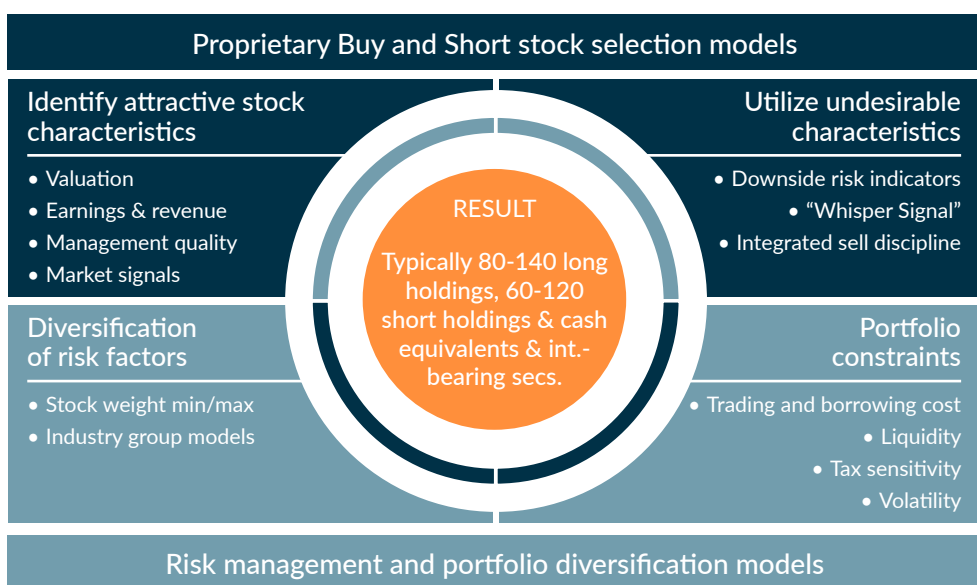 Proprietary Buy and Short stock selection models
Identify attractive stock
characteristics
• Valuation
• Earnings & revenue
• Management quality
• Market signals
Utilize undesirable
characteristics
• Downside risk indicators
• “Whisper Signal”
• Integrated sell discipline
RESULT
Typically 80-140 long
holdings, 60-120
short holdings & cash
equivalents & int.-
bearing secs.
Diversification
of risk factors
• Stock weight min/max
• Industry group models
Portfolio
constraints
• Trading and borrowing cost
• Liquidity
• Tax sensitivity
• Volatility
Risk management and portfolio diversification models